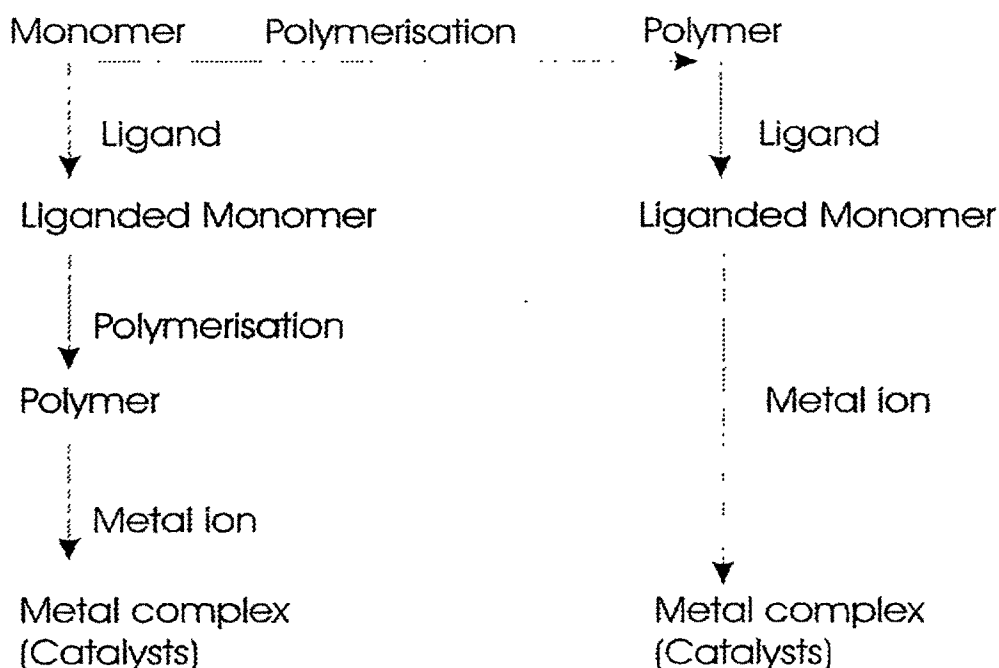 Monomer Polymerisation Polymer
Ligand Ligand
Liganded Monomer Liganded Monomer
Polymerisation
Polymer Metal ion
Metal ion
Metal complex Metal complex
(Catalysts) (Catalysts)